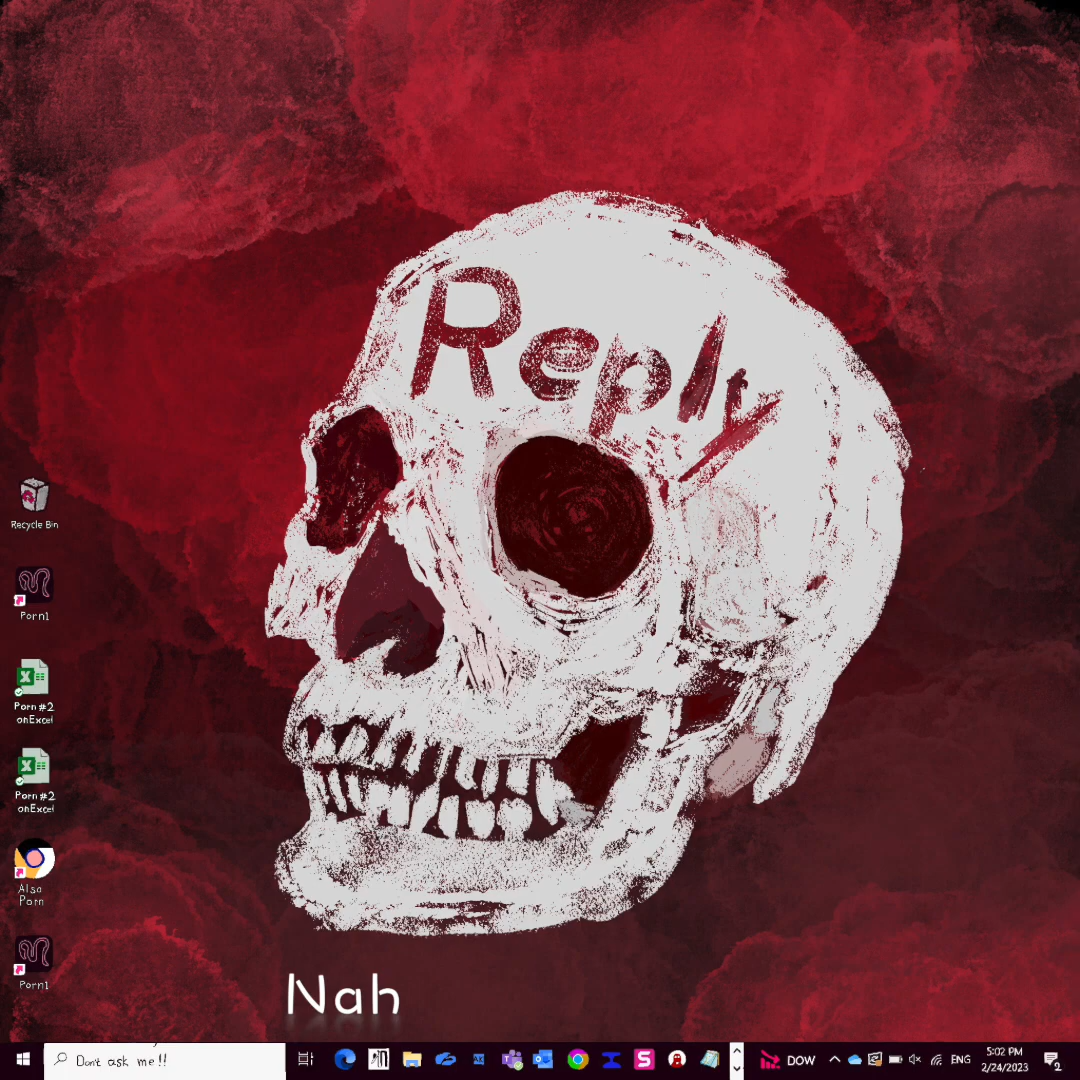 Reply
Recycle Bin
Porn1
Porn #2
onExcel
Porn #2
onExcel
Also
Porn
Porn1
Nah
Don't ask me!!
DOW
ENG
5:02 PM
2/24/2023
2